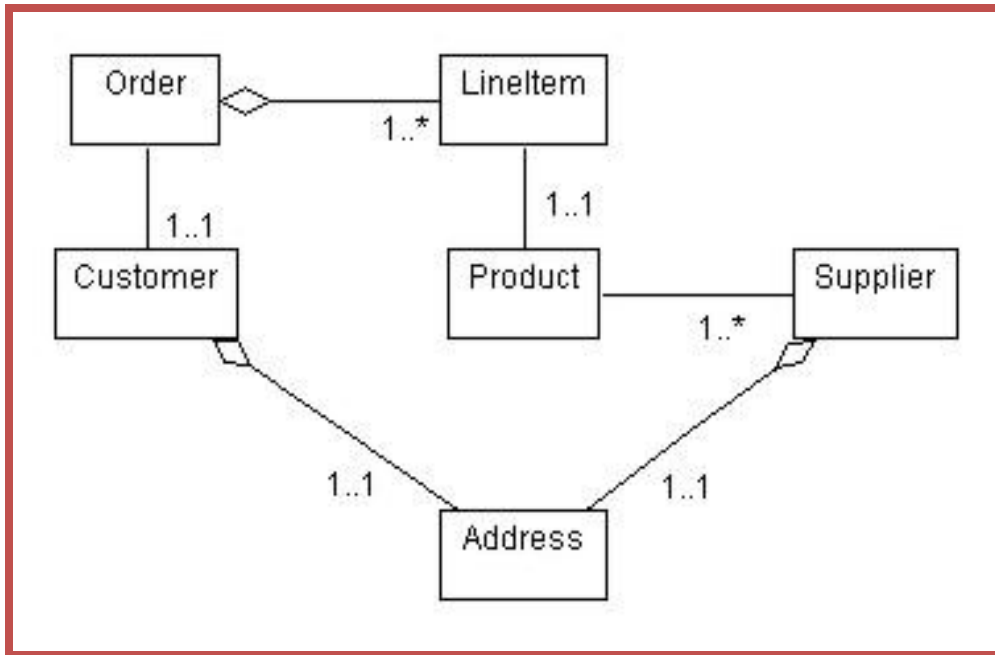 Order
LineItem
1..*
1..1
1..1
Customer
Product
Supplier
1..*
1..1
1..1
Address